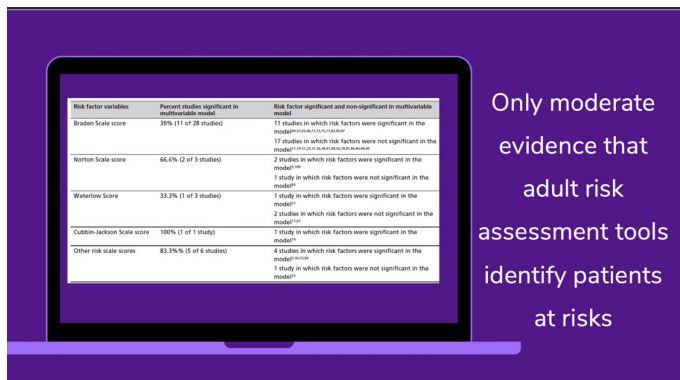 Risk factor variables Percent studies significant in multivariable model Risk factor significant and non-significant in multivariable model
Braden Scale score 39% (11 of 28 studies) 11 studies in which risk factors were significant in the model
17 studies in which risk factors were not significant in the model
Norton Scale score 66.6% (2 of 3 studies) 2 studies in which risk factors were significant in the model
1 study in which risk factors were not significant in the model
Waterlow Score 33.3% (1 of 3 studies) 1 study in which risk factors were significant in the model
2 studies in which risk factors were not significant in the model
Cubbin-Jackson Scale score 100% (1 of 1 study) 1 study in which risk factors were significant in the model
Other risk scale scores 83.3%% (5 of 6 studies) 4 studies in which risk factors were significant in the model
1 study in which risk factors were not significant in the model
Only moderate
evidence that
adult risk
assessment tools
identify patients
at risks